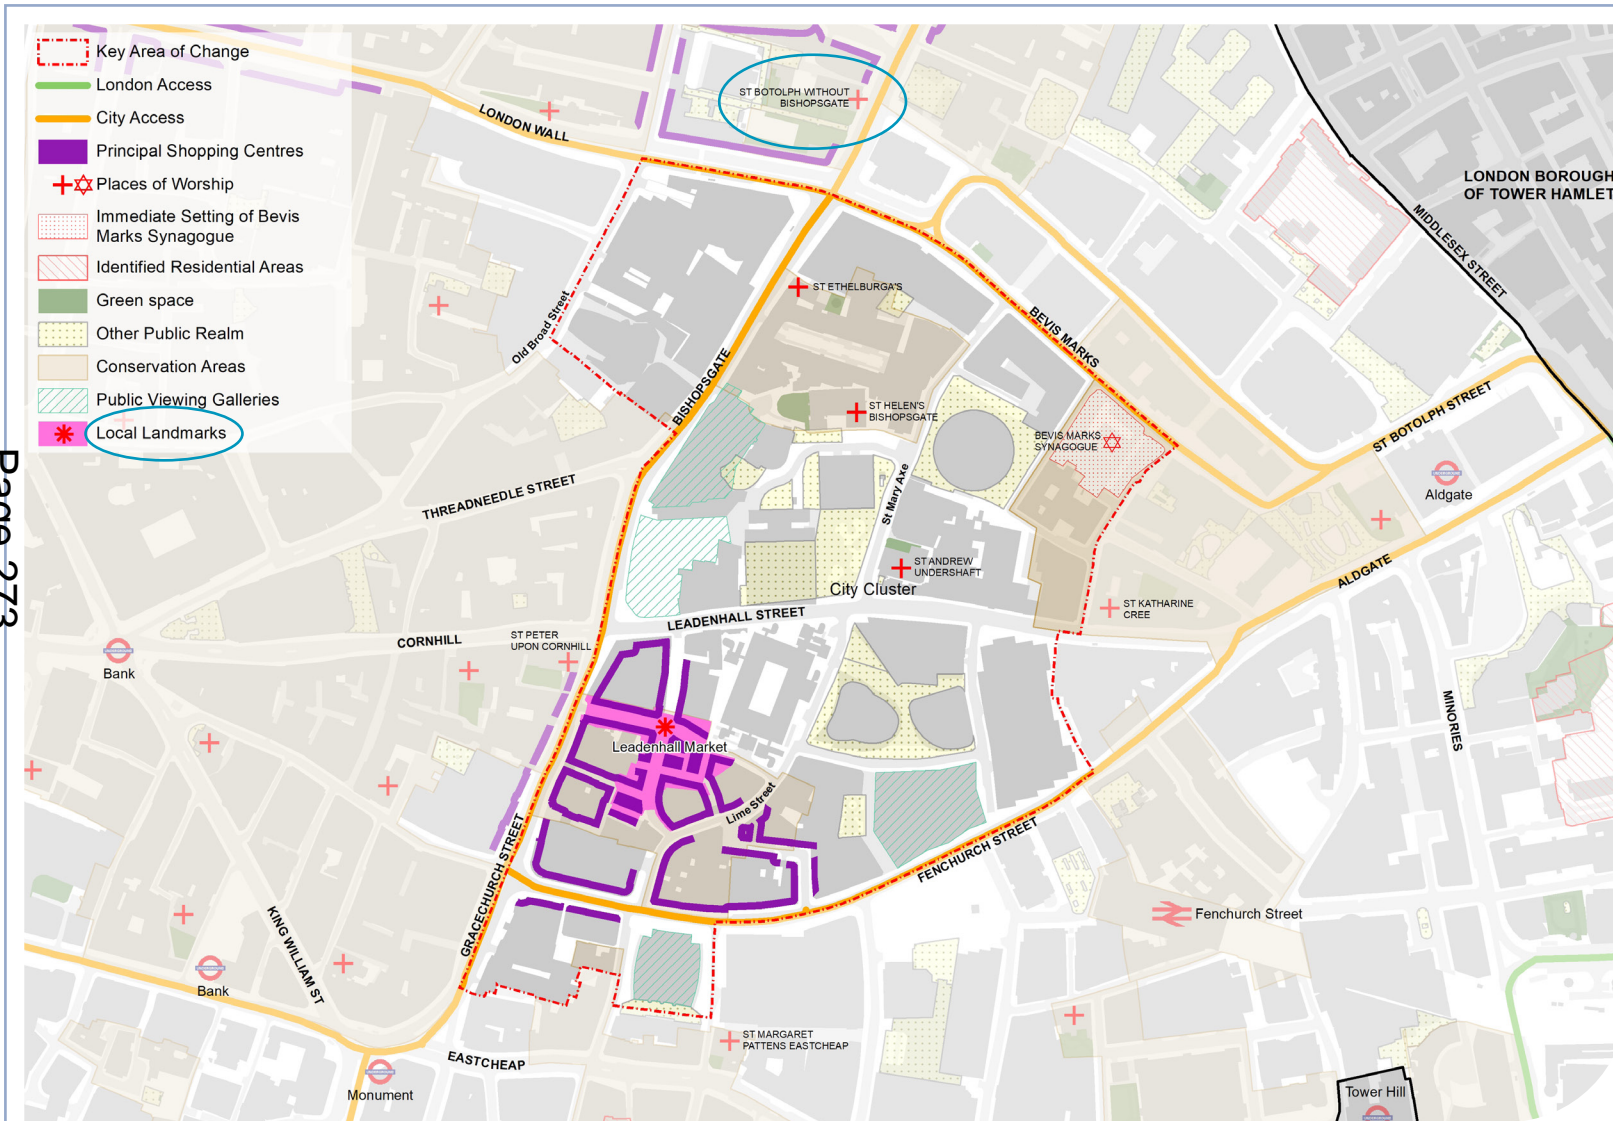 Key Area of Change
London Access
City Access
Principal Shopping Centres
Places of Worship
Immediate Setting of Bevis
Marks Synagogue
Identified Residential Areas
Green space
Other Public Realm
Conservation Areas
Public Viewing Galleries
Local Landmarks
Page 273
ST BOTOLPH WITHOUT
BISHOPSGATE
LONDON WALL
LONDON BOROUGH
OF TOWER HAMLET
MIDDLESEX STREET
ST ETHELBURGA'S
Old Broad Street
BISHOPSGATE
BEVIS MARKS
ST HELEN'S
BISHOPSGATE
BEVIS MARKS
SYNAGOGUE
ST BOTOLPH STREET
Aldgate
THREADNEEDLE STREET
St Mary Axe
ST ANDREW
UNDERSHAFT
City Cluster
ALDGATE
ST KATHARINE
CREE
LEADENHALL STREET
CORNHILL
ST PETER
UPON CORNHILL
Bank
Leadenhall Market
MINORIES
Lime Street
GRACECHURCH STREET
FENCHURCH STREET
Fenchurch Street
KING WILLIAM ST
Bank
ST MARGARET
PATTENS EASTCHEAP
EASTCHEAP
Monument
Tower Hill